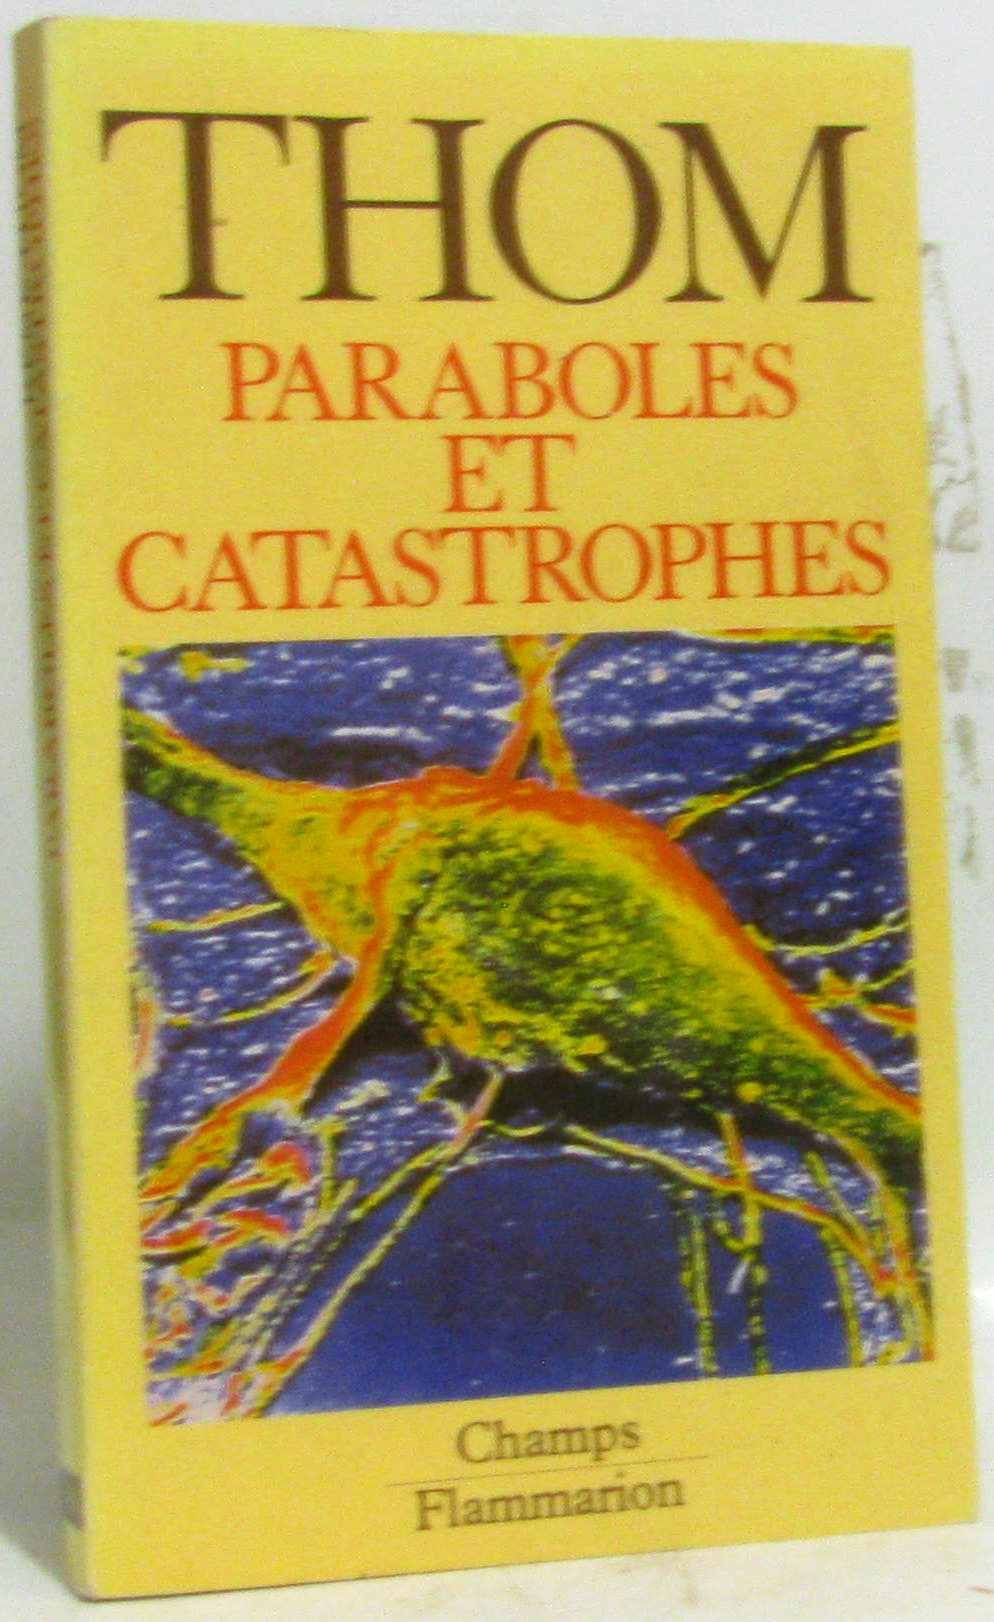 THOM
PARABOLES
ET
CATASTROPHES
Champs
Flammarion